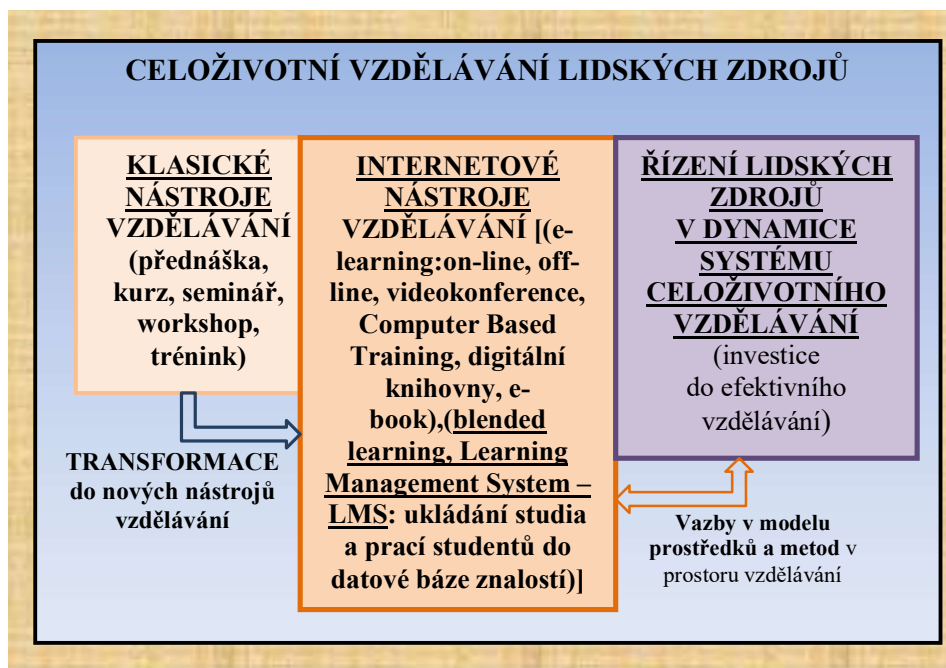 CELOŽIVOTNÍ VZDĚLÁVÁNÍ LIDSKÝCH ZDROJŮ
KLASICKÉ
NÁSTROJE
VZDĚLÁVÁNÍ
(přednáška,
kurz, seminář,
workshop,
trénink)
TRANSFORMACE
do nových nástrojů
vzdělávání
INTERNETOVÉ
NÁSTROJE
VZDĚLÁVÁNÍ [(e-
learning:on-line, off-
line, videokonference,
Computer Based
Training, digitální
knihovny, e-
book),(blended
learning, Learning
Management System –
LMS: ukládání studia
a prací studentů do
datové báze znalostí)]
ŘÍZENÍ LIDSKÝCH
ZDROJŮ
V DYNAMICE
SYSTÉMU
CELOŽIVOTNÍHO
VZDĚLÁVÁNÍ
(investice
do efektivního
vzdělávání)
Vazby v modelu
prostředků a metod v
prostoru vzdělávání